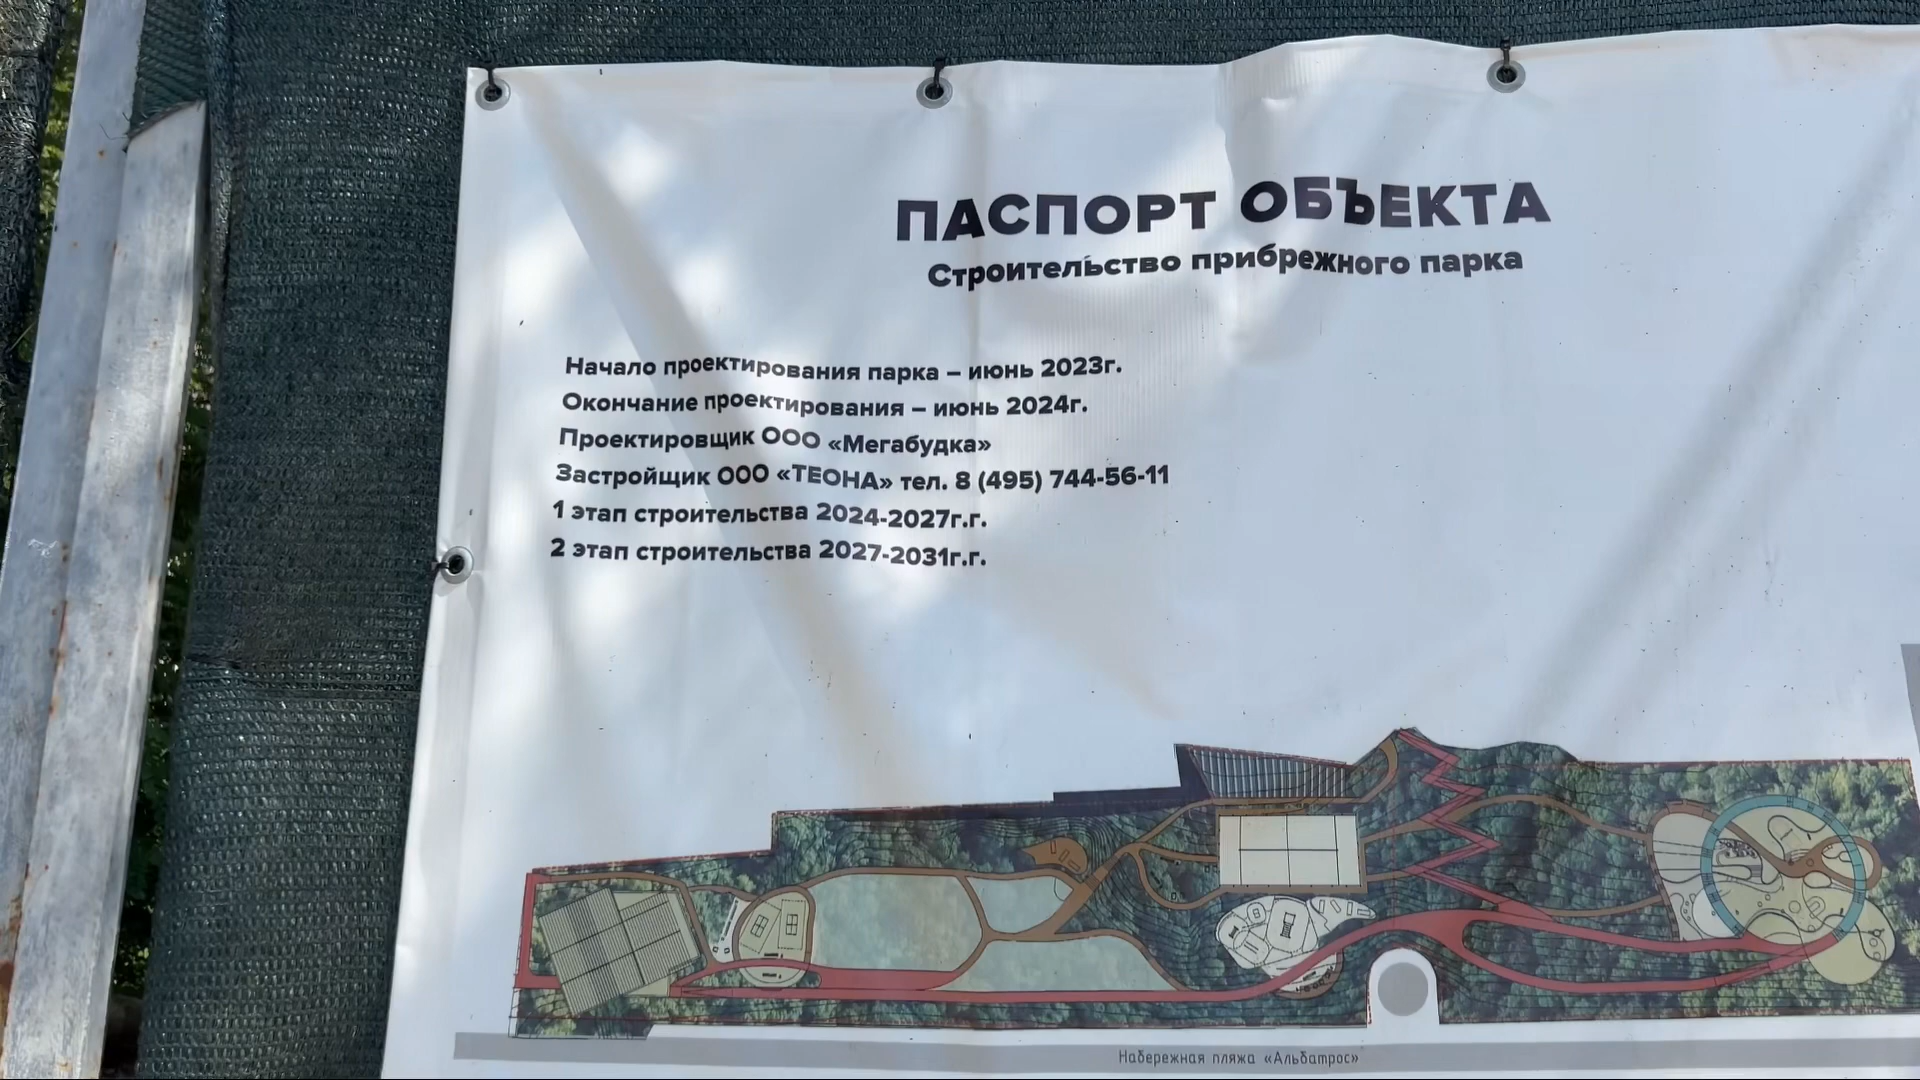 ПАСПОРТ ОБЪЕКТА
Строительство прибрежного парка
Начало проектирования парка – июнь 2023г.
Окончание проектирования – июнь 2024г.
Проектировщик ООО «Мегабудка»
Застройщик ООО «ТЕОНА» тел. 8 (495) 744-56-11
1 этап строительства 2024-2027г.г.
2 этап строительства 2027-2031г.г.
Набережная пляжа «Альбатрос»